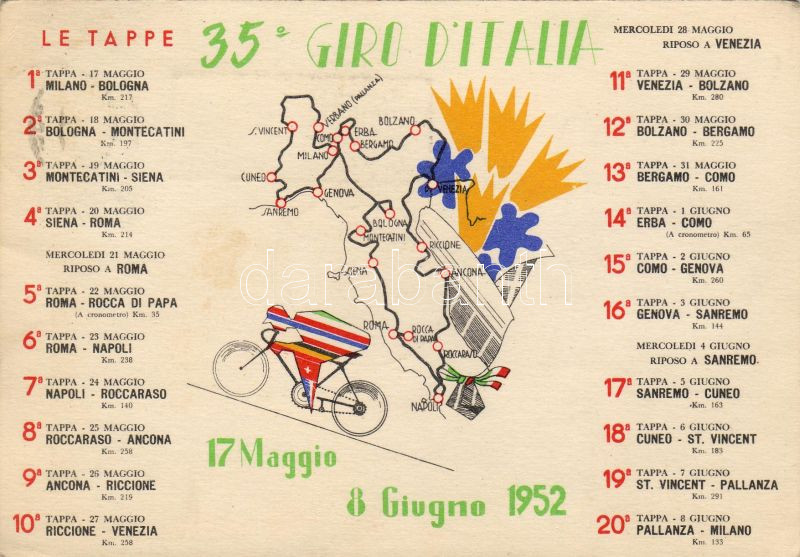 LE TAPPE
35° GIRO D'ITALIA
1ª TAPPA - 17 MAGGIO
MILANO - BOLOGNA
Km. 217
2ª TAPPA - 18 MAGGIO
BOLOGNA - MONTECATINI
Km. 197
3ª TAPPA - 19 MAGGIO
MONTECATINI - SIENA
Km. 205
4ª TAPPA - 20 MAGGIO
SIENA - ROMA
Km. 214
MERCOLEDI 21 MAGGIO
RIPOSO A ROMA
5ª TAPPA - 22 MAGGIO
ROMA - ROCCA DI PAPA
(A cronometro) Km. 35
6ª TAPPA - 23 MAGGIO
ROMA - NAPOLI
Km. 238
7ª TAPPA - 24 MAGGIO
NAPOLI - ROCCARASO
Km. 140
8ª TAPPA - 25 MAGGIO
ROCCARASO - ANCONA
Km. 258
9ª TAPPA - 26 MAGGIO
ANCONA - RICCIONE
Km. 219
10ª TAPPA - 27 MAGGIO
RICCIONE - VENEZIA
Km. 258
S. VINCENT
VERBANO (PALLANZA)
COMO
ERBA
BERGAMO
BOLZANO
MILANO
CUNEO
SANREMO
GENOVA
VENEZIA
BOLOGNA
MONTECATINI
RICCIONE
SIENA
ANCONA
ROMA
ROCCA
DI PAPA
ROCCARASO
NAPOLI
darabanth
17 Maggio
8 Giugno 1952
MERCOLEDI 28 MAGGIO
RIPOSO A VENEZIA
11ª TAPPA - 29 MAGGIO
VENEZIA - BOLZANO
Km. 280
12ª TAPPA - 30 MAGGIO
BOLZANO - BERGAMO
Km. 225
13ª TAPPA - 31 MAGGIO
BERGAMO - COMO
Km. 161
14ª TAPPA - 1 GIUGNO
ERBA - COMO
(A cronometro) Km. 65
15ª TAPPA - 2 GIUGNO
COMO - GENOVA
Km. 260
16ª TAPPA - 3 GIUGNO
GENOVA - SANREMO
Km. 144
MERCOLEDI 4 GIUGNO
RIPOSO A SANREMO
17ª TAPPA - 5 GIUGNO
SANREMO - CUNEO
Km. 163
18ª TAPPA - 6 GIUGNO
CUNEO - ST. VINCENT
Km. 183
19ª TAPPA - 7 GIUGNO
ST. VINCENT - PALLANZA
Km. 291
20ª TAPPA - 8 GIUGNO
PALLANZA - MILANO
Km. 133